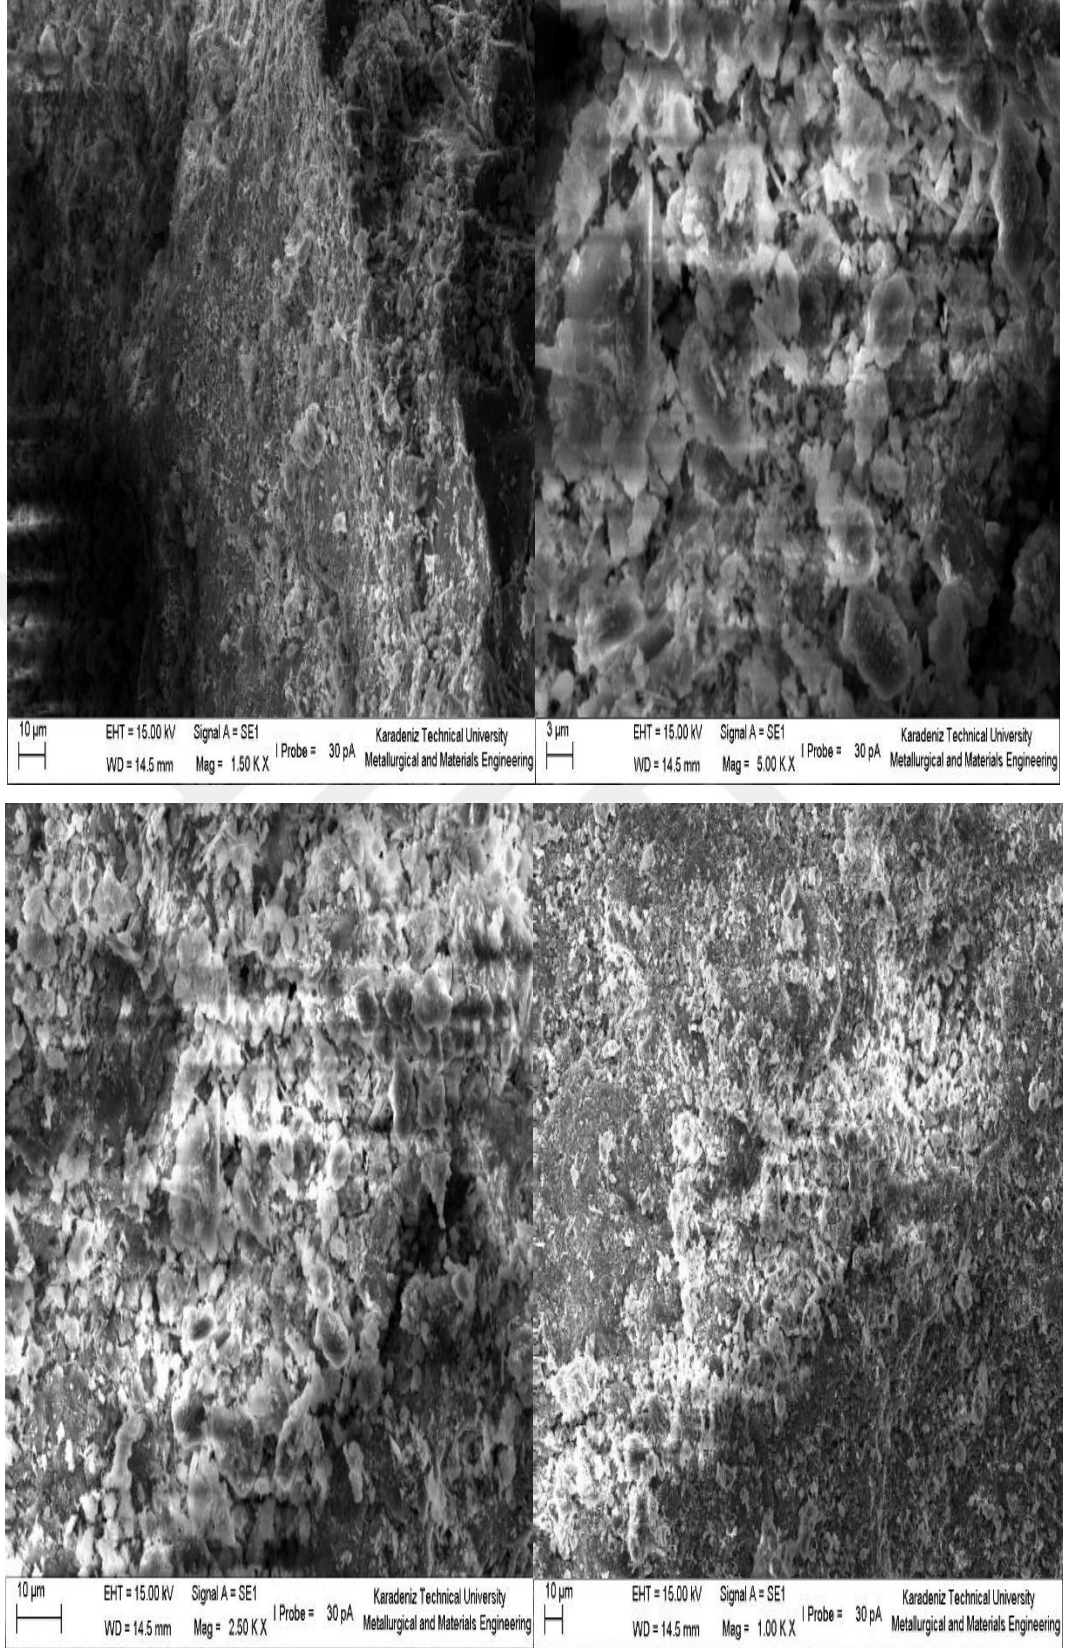 10 µm EHT = 15.00 kV Signal A = SE1 I Probe = 30 pA Karadeniz Technical University
WD = 14.5 mm Mag = 1.50 K X Metallurgical and Materials Engineering
3 µm EHT = 15.00 kV Signal A = SE1 I Probe = 30 pA Karadeniz Technical University
WD = 14.5 mm Mag = 5.00 K X Metallurgical and Materials Engineering
10 µm EHT = 15.00 kV Signal A = SE1 I Probe = 30 pA Karadeniz Technical University
WD = 14.5 mm Mag = 2.50 K X Metallurgical and Materials Engineering
10 µm EHT = 15.00 kV Signal A = SE1 I Probe = 30 pA Karadeniz Technical University
WD = 14.5 mm Mag = 1.00 K X Metallurgical and Materials Engineering